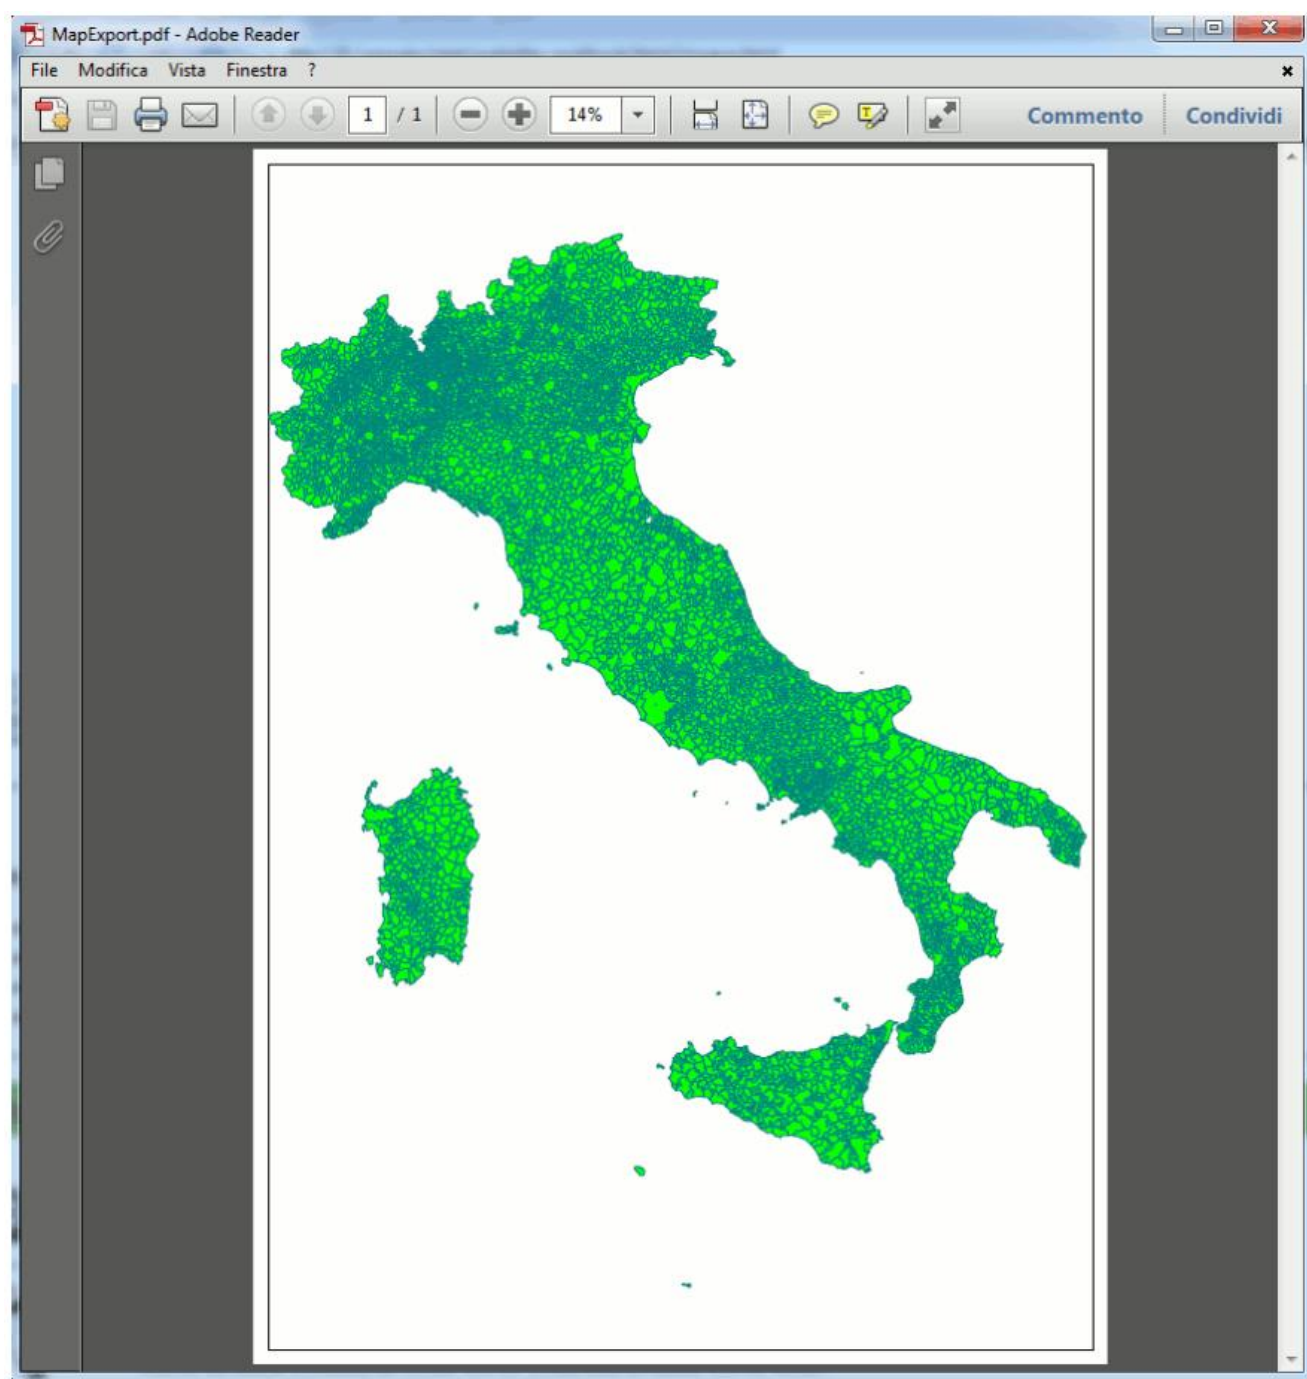 MapExport.pdf - Adobe Reader
File Modifica Vista Finestra ?
1 / 1 14% Commento Condividi